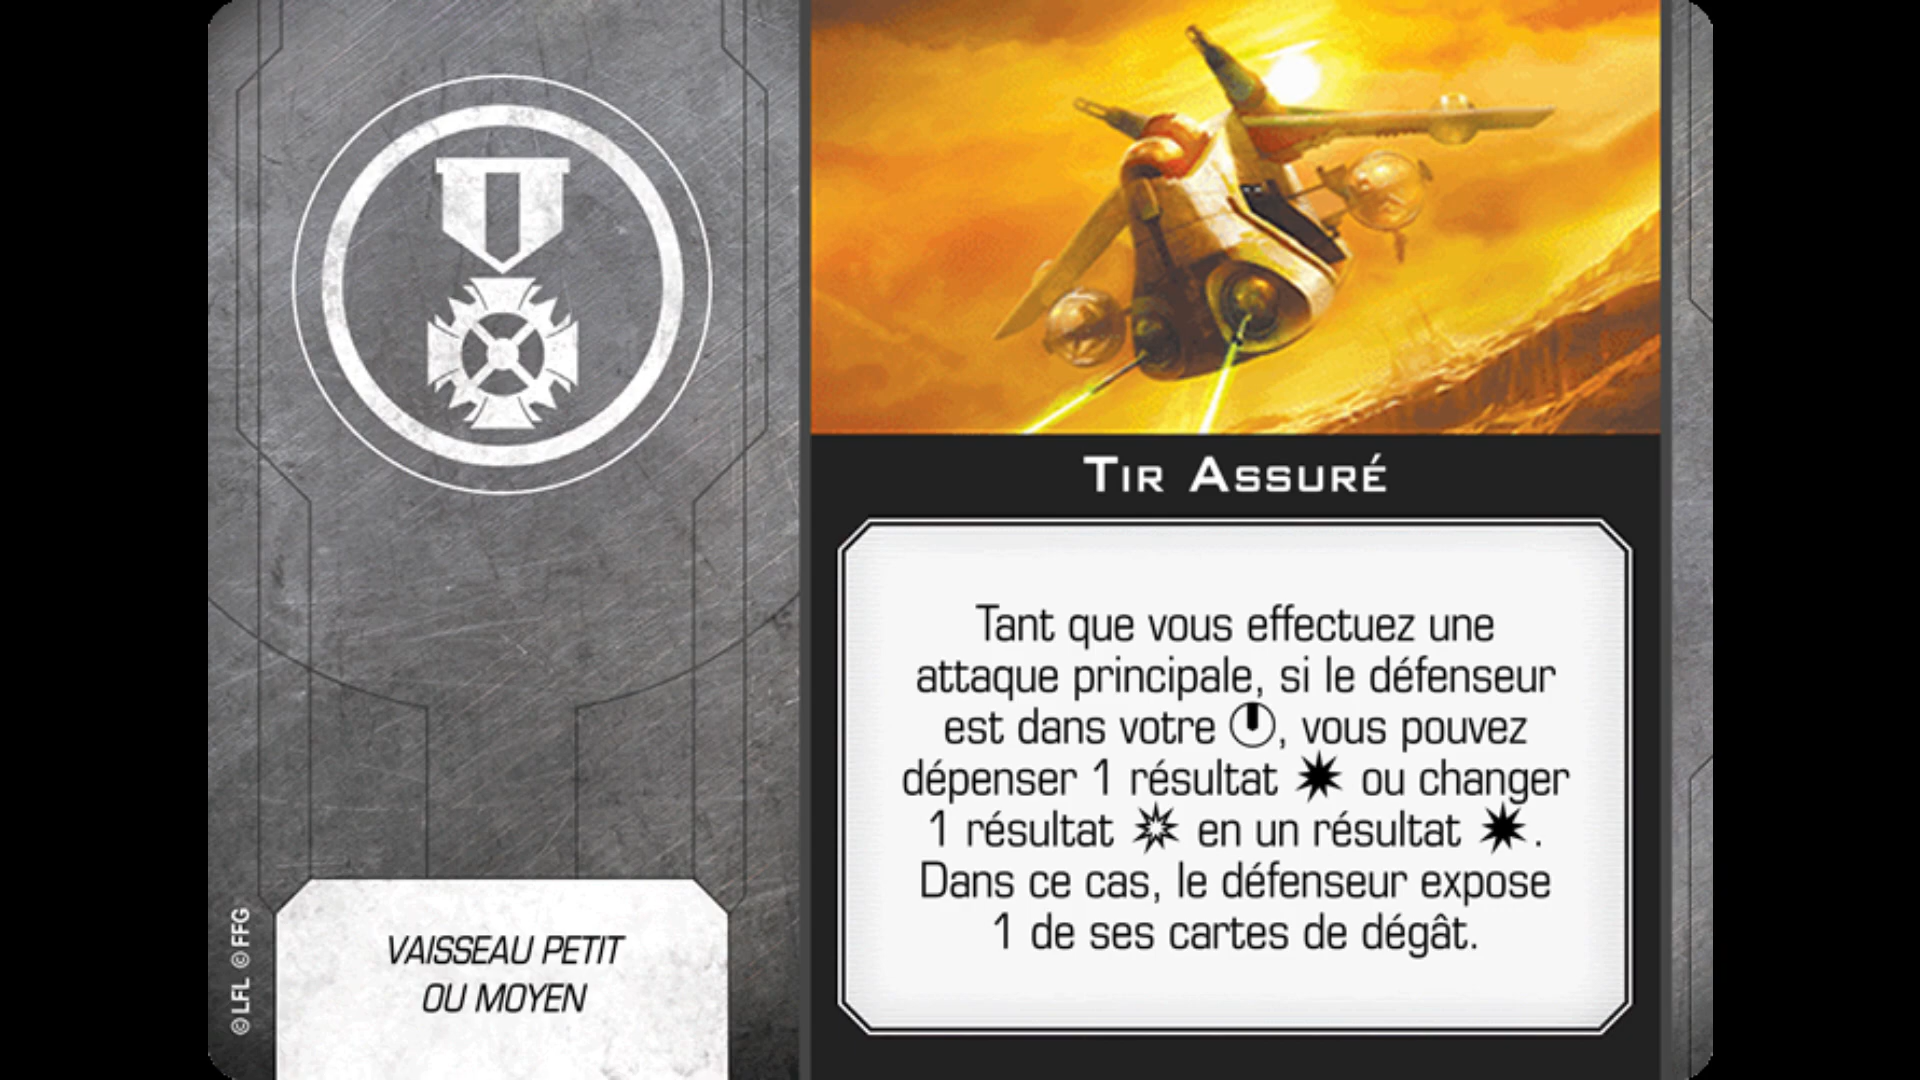 TIR ASSURÉ
Tant que vous effectuez une
attaque principale, si le défenseur
est dans votre , vous pouvez
dépenser 1 résultat ou changer
1 résultat en un résultat .
Dans ce cas, le défenseur expose
1 de ses cartes de dégât.
VAISSEAU PETIT
OU MOYEN
©LFL ©FFG